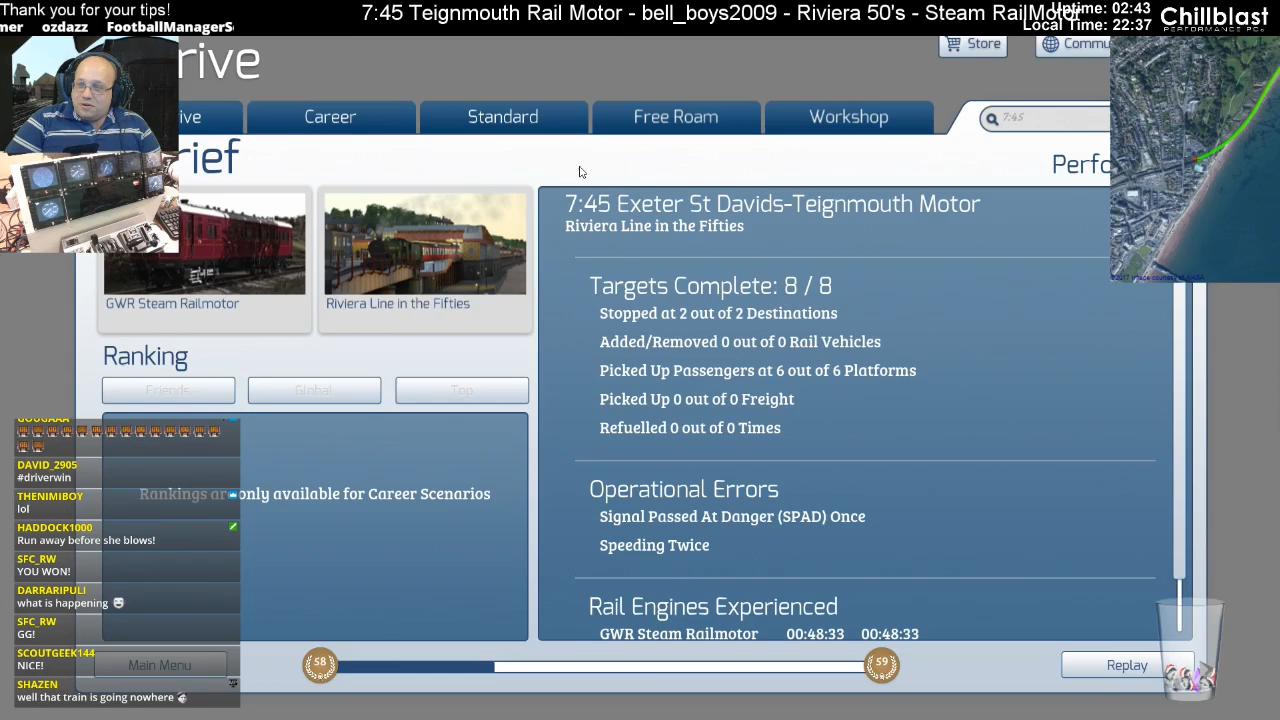 Thank you for your tips!
7:45 Teignmouth Rail Motor - bell_boys2009 - Riviera 50's - Steam RailMotor
Uptime: 02:43
Local Time: 22:37
Chillblast
PERFORMANCE PCs
mer ozdazz FootballManagerS
rive
Store
Commu
ive
Career
Standard
Free Roam
Workshop
7:45
rief
Perfo
GWR Steam Railmotor
Riviera Line in the Fifties
7:45 Exeter St Davids-Teignmouth Motor
Riviera Line in the Fifties
Targets Complete: 8 / 8
Stopped at 2 out of 2 Destinations
Added/Removed 0 out of 0 Rail Vehicles
Picked Up Passengers at 6 out of 6 Platforms
Picked Up 0 out of 0 Freight
Refuelled 0 out of 0 Times
Operational Errors
Signal Passed At Danger (SPAD) Once
Speeding Twice
Rail Engines Experienced
GWR Steam Railmotor 00:48:33 00:48:33
Ranking
Friends
Global
Top
Rankings are only available for Career Scenarios
GOUGAAA
DAVID_2905
#driverwin
THENIMIBOY
lol
HADDOCK1000
Run away before she blows!
SFC_RW
YOU WON!
DARRARIPULI
what is happening
SFC_RW
GG!
SCOUTGEEK144
NICE!
SHAZEN
well that train is going nowhere
Main Menu
58
59
Replay